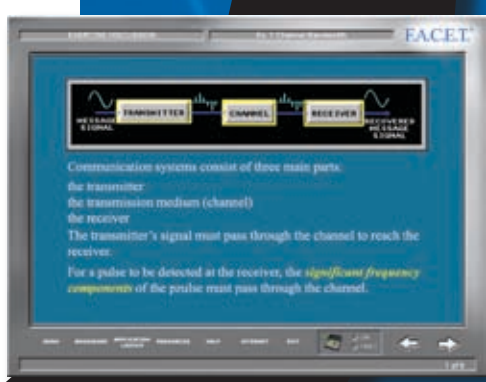 F.A.C.E.T.
TRANSMITTER CHANNEL RECEIVER
MESSAGE SIGNAL RECOVERED MESSAGE SIGNAL
Communication systems consist of three main parts:
the transmitter
the transmission medium (channel)
the receiver
The transmitter's signal must pass through the channel to reach the
receiver.
For a pulse to be detected at the receiver, the significant frequency
components of the pulse must pass through the channel.